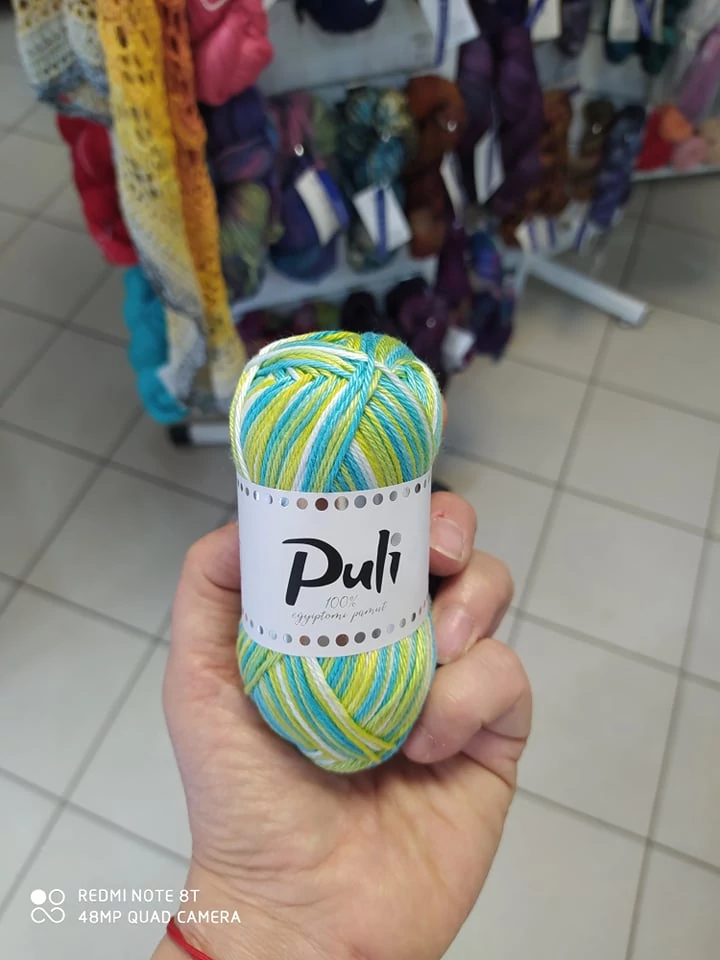 Puli
100%
egyiptomi pamut
REDMI NOTE 8T
48MP QUAD CAMERA